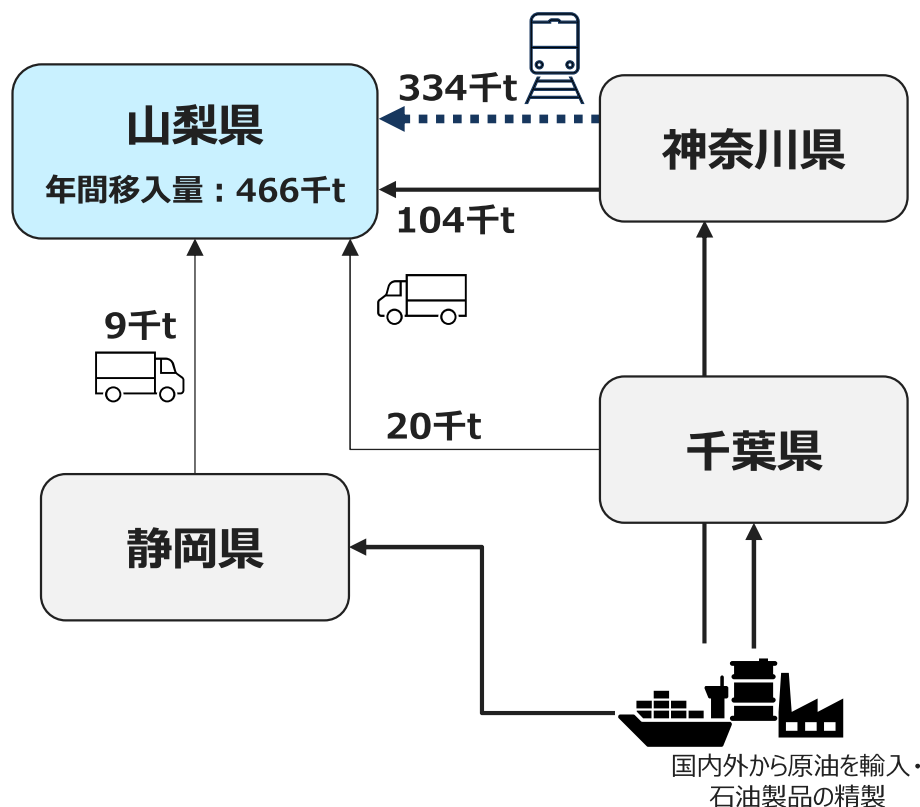 334千t
山梨県
年間移入量：466千t
神奈川県
104千t
9千t
20千t
千葉県
静岡県
国内外から原油を輸入・
石油製品の精製